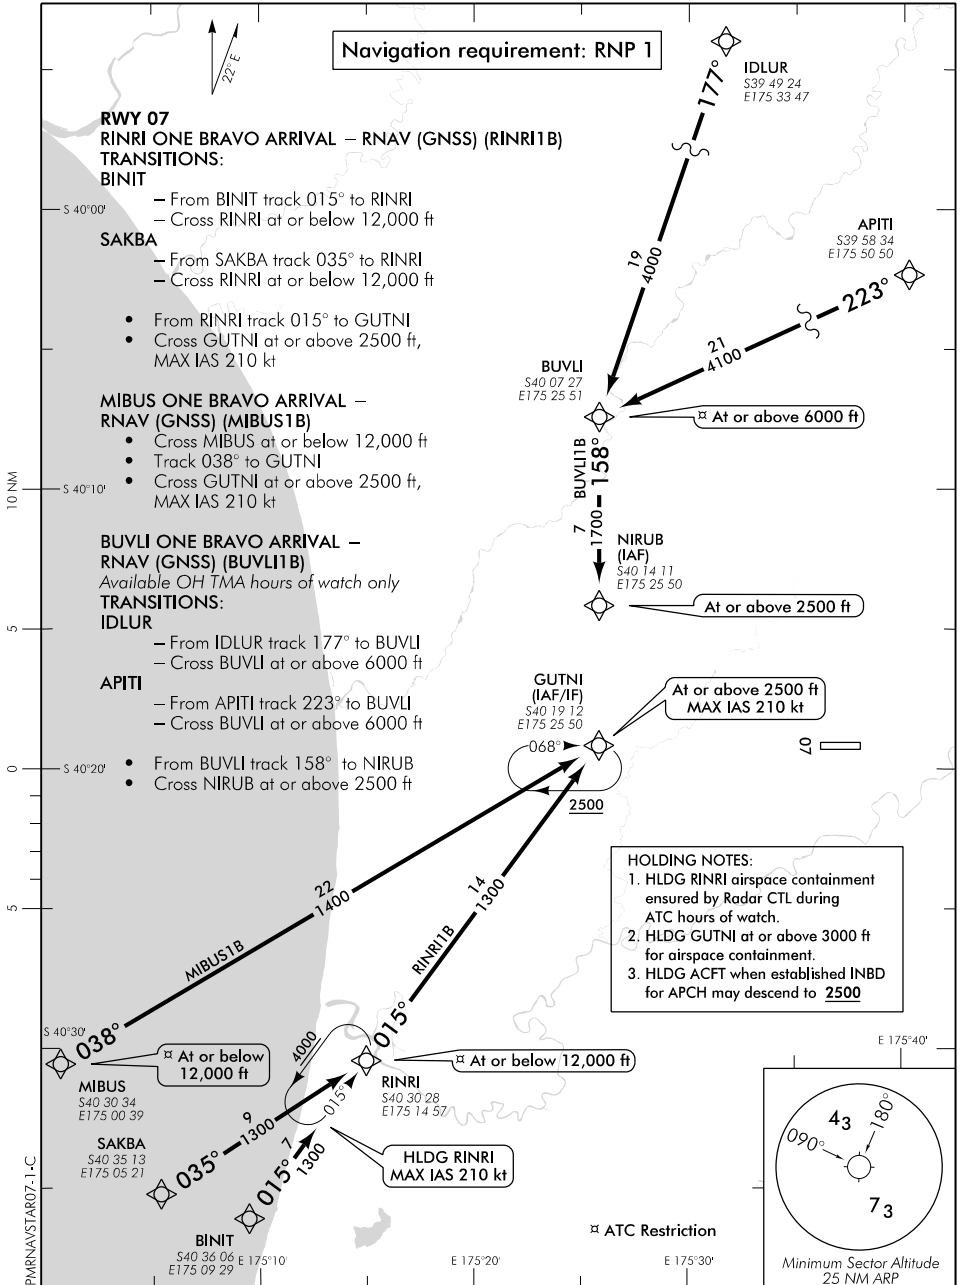 Navigation requirement: RNP 1
22° E
IDLUR
S39 49 24
E175 33 47
177°
RWY 07
RINRI ONE BRAVO ARRIVAL – RNAV (GNSS) (RINRI1B)
TRANSITIONS:
BINIT
– From BINIT track 015° to RINRI
– Cross RINRI at or below 12,000 ft
S 40°00'
SAKBA
– From SAKBA track 035° to RINRI
– Cross RINRI at or below 12,000 ft
• From RINRI track 015° to GUTNI
• Cross GUTNI at or above 2500 ft,
MAX IAS 210 kt
MIBUS ONE BRAVO ARRIVAL –
RNAV (GNSS) (MIBUS1B)
• Cross MIBUS at or below 12,000 ft
• Track 038° to GUTNI
• Cross GUTNI at or above 2500 ft,
MAX IAS 210 kt
BUVLI ONE BRAVO ARRIVAL –
RNAV (GNSS) (BUVLI1B)
Available OH TMA hours of watch only
TRANSITIONS:
IDLUR
– From IDLUR track 177° to BUVLI
– Cross BUVLI at or above 6000 ft
APITI
– From APITI track 223° to BUVLI
– Cross BUVLI at or above 6000 ft
• From BUVLI track 158° to NIRUB
• Cross NIRUB at or above 2500 ft
APITI
S39 58 34
E175 50 50
223°
19
4000
21
4100
BUVLI
S40 07 27
E175 25 51
¤ At or above 6000 ft
BUVLI1B
158°
7
1700
10 NM
S 40°10'
NIRUB
(IAF)
S40 14 11
E175 25 50
At or above 2500 ft
5
GUTNI
(IAF/IF)
S40 19 12
E175 25 50
At or above 2500 ft
MAX IAS 210 kt
068°
2500
07
0
S 40°20'
22
1400
MIBUS1B
14
1300
RINRI1B
5
HOLDING NOTES:
1. HLDG RINRI airspace containment
ensured by Radar CTL during
ATC hours of watch.
2. HLDG GUTNI at or above 3000 ft
for airspace containment.
3. HLDG ACFT when established INBD
for APCH may descend to 2500
S 40°30'
038°
MIBUS
S40 30 34
E175 00 39
¤ At or below
12,000 ft
4000
015°
015°
¤ At or below 12,000 ft
RINRI
S40 30 28
E175 14 57
E 175°40'
SAKBA
S40 35 13
E175 05 21
035°
9
1300
015°
7
1300
HLDG RINRI
MAX IAS 210 kt
BINIT
S40 36 06
E175 09 29
E 175°10'
E 175°20'
E 175°30'
¤ ATC Restriction
43
090°
180°
73
Minimum Sector Altitude
25 NM ARP
PMRNAVSTAR07-1-C